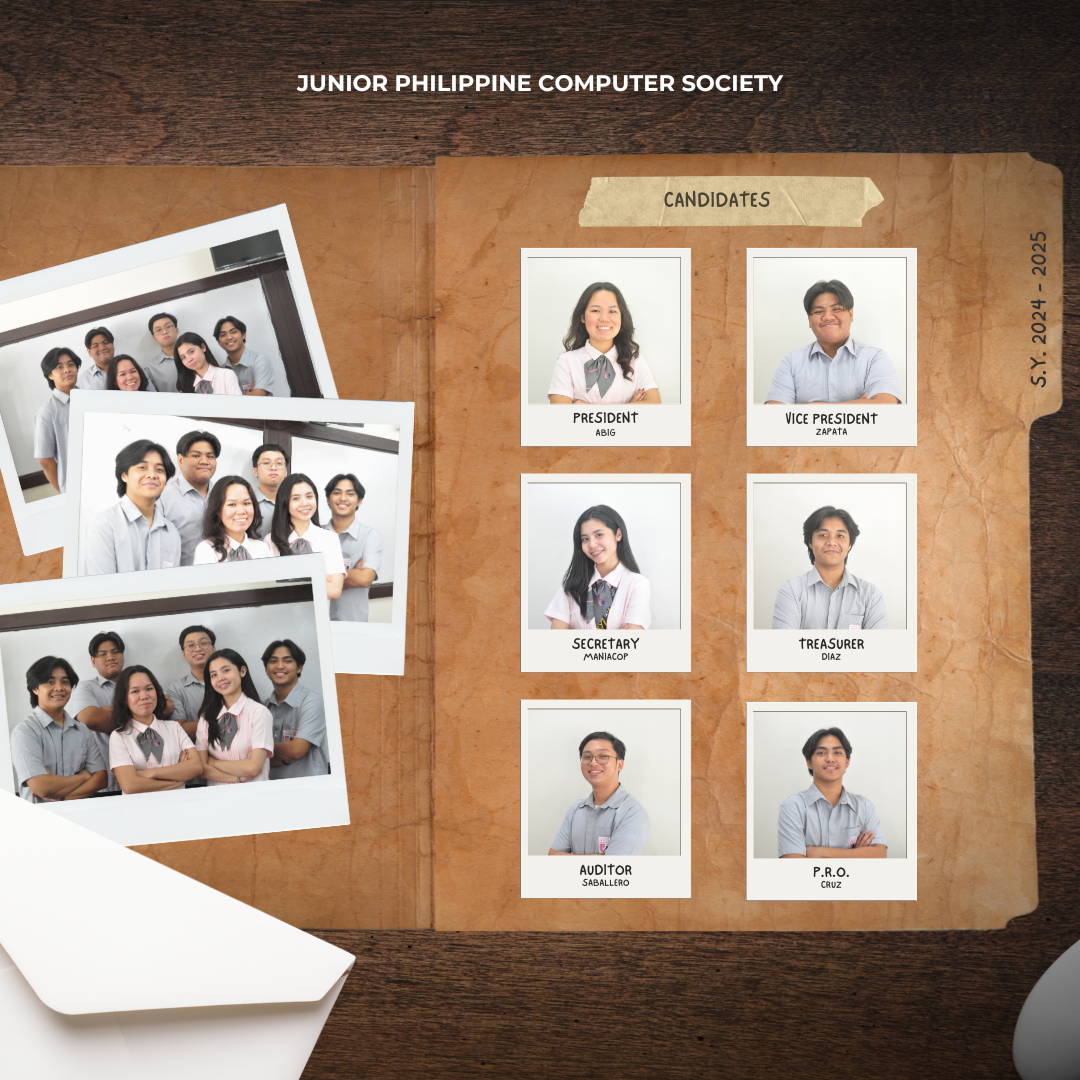 JUNIOR PHILIPPINE COMPUTER SOCIETY
CANDIDATES
S.Y. 2024 - 2025
PRESIDENT
ABIG
VICE PRESIDENT
ZAPATA
SECRETARY
MANIACOP
TREASURER
DIAZ
AUDITOR
SABALLERO
P.R.O.
CRUZ